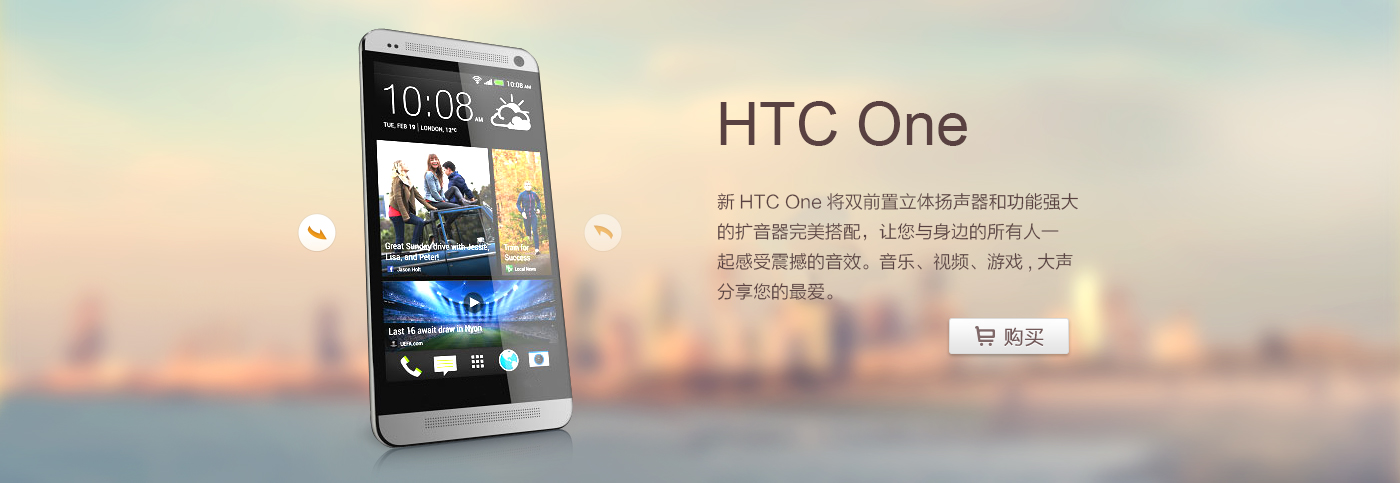 10:08 AM
10:08 AM
TUE, FEB 19 | LONDON, 12°C
Great Sunday drive with Jessie,
Lisa, and Peter!
Jason Holt
Train for
Success
Local News
Last 16 await draw in Nyon
UEFA.com
HTC One
新 HTC One 将双前置立体扬声器和功能强大
的扩音器完美搭配，让您与身边的所有人一
起感受震撼的音效。音乐、视频、游戏 , 大声
分享您的最爱。
购买